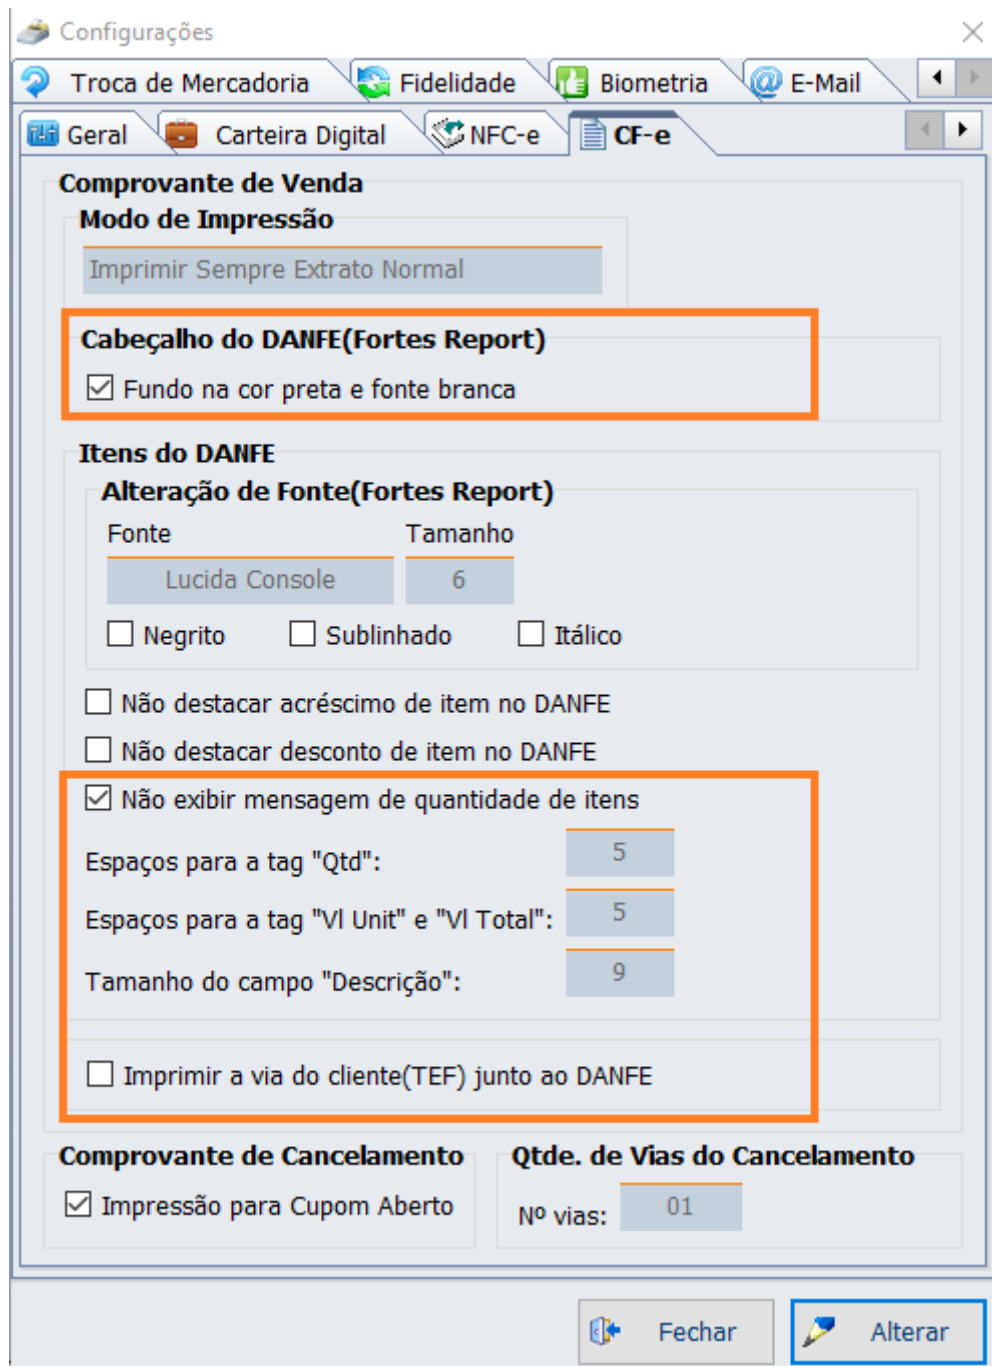 Configurações
Troca de Mercadoria Fidelidade Biometria E-Mail
Geral Carteira Digital NFC-e CF-e
Comprovante de Venda
Modo de Impressão
Imprimir Sempre Extrato Normal
Cabeçalho do DANFE(Fortes Report)
Fundo na cor preta e fonte branca
Itens do DANFE
Alteração de Fonte(Fortes Report)
Fonte Tamanho
Lucida Console 6
Negrito Sublinhado Itálico
Não destacar acréscimo de item no DANFE
Não destacar desconto de item no DANFE
Não exibir mensagem de quantidade de itens
Espaços para a tag "Qtd": 5
Espaços para a tag "Vl Unit" e "Vl Total": 5
Tamanho do campo "Descrição": 9
Imprimir a via do cliente(TEF) junto ao DANFE
Comprovante de Cancelamento Qtde. de Vias do Cancelamento
Impressão para Cupom Aberto Nº vias: 01
Fechar Alterar